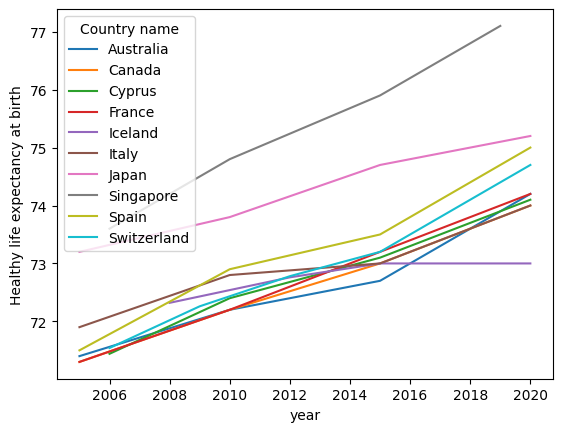 Country name
Australia
Canada
Cyprus
France
Iceland
Italy
Japan
Singapore
Spain
Switzerland
77
76
75
74
73
72
Healthy life expectancy at birth
2006
2008
2010
2012
2014
2016
2018
2020
year